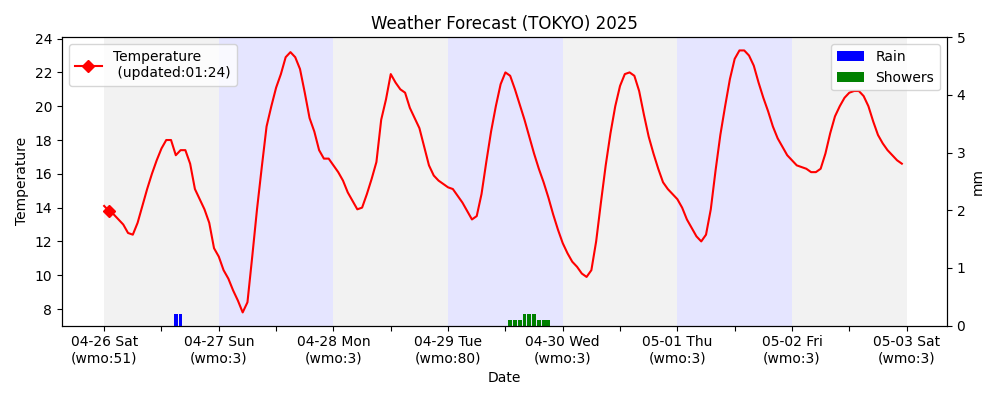 Weather Forecast (TOKYO) 2025
Temperature
(updated:01:24)
Rain
Showers
24
22
20
18
16
14
12
10
8
Temperature
5
4
3
2
1
0
mm
04-26 Sat 04-27 Sun 04-28 Mon 04-29 Tue 04-30 Wed 05-01 Thu 05-02 Fri 05-03 Sat
(wmo:51) (wmo:3) (wmo:3) (wmo:80) (wmo:3) (wmo:3) (wmo:3) (wmo:3)
Date